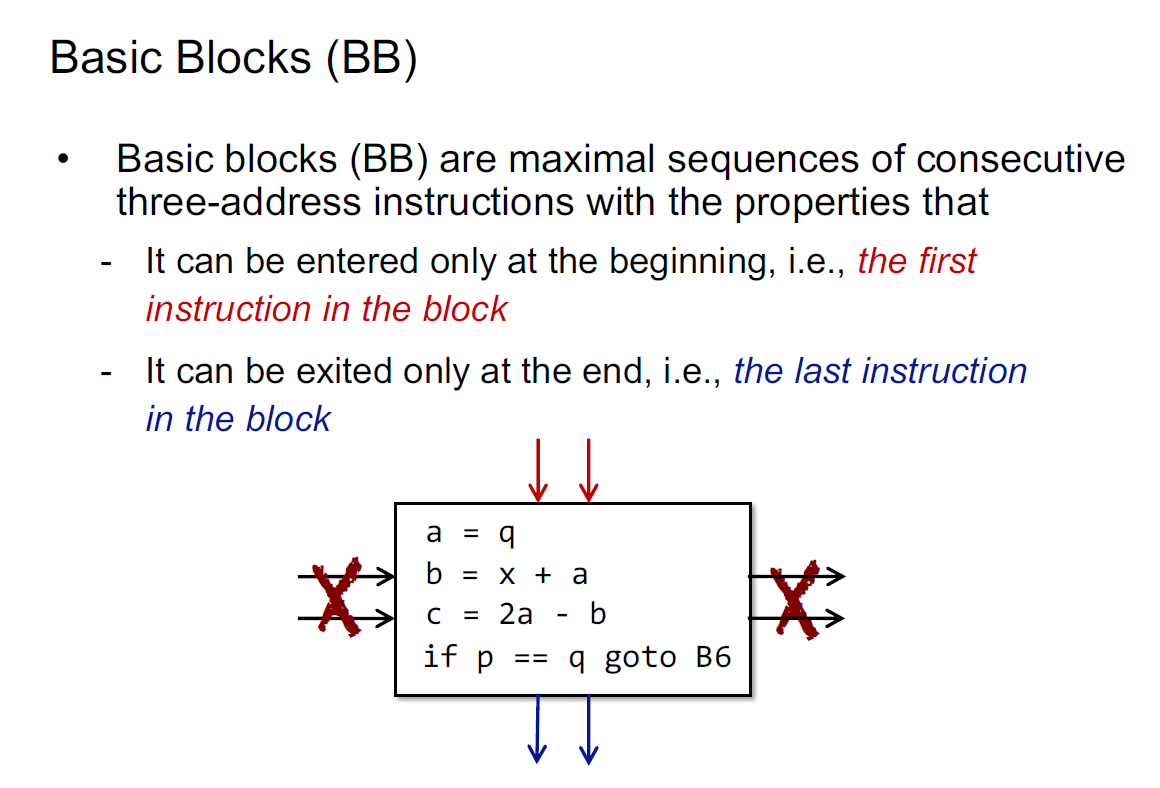 Basic Blocks (BB)
• Basic blocks (BB) are maximal sequences of consecutive
three-address instructions with the properties that
- It can be entered only at the beginning, i.e., the first
instruction in the block
- It can be exited only at the end, i.e., the last instruction
in the block
a = q
b = x + a
c = 2a - b
if p == q goto B6